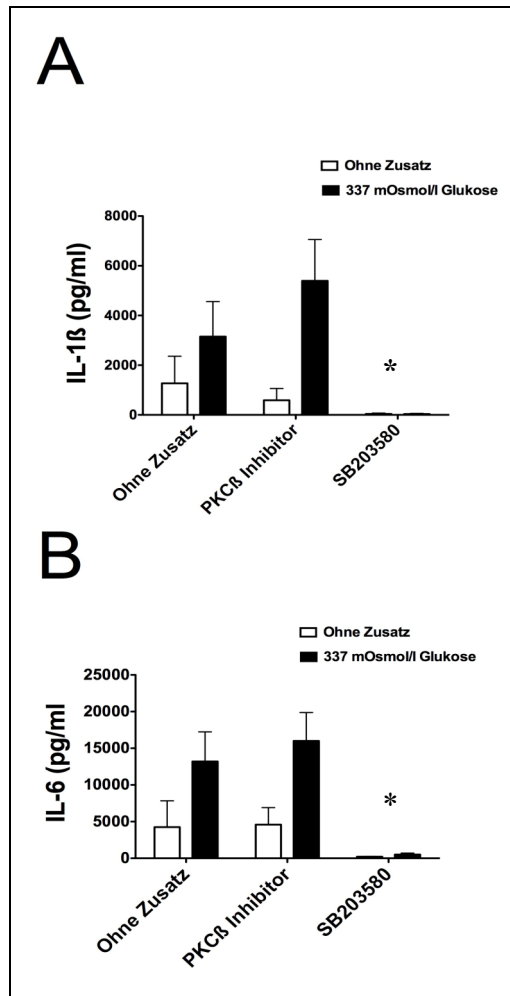 A
Ohne Zusatz
337 mOsmol/l Glukose
8000
6000
4000
2000
0
IL-1ß (pg/ml)
*
Ohne Zusatz
PKCß Inhibitor
SB203580
B
Ohne Zusatz
337 mOsmol/l Glukose
25000
20000
15000
10000
5000
0
IL-6 (pg/ml)
*
Ohne Zusatz
PKCß Inhibitor
SB203580